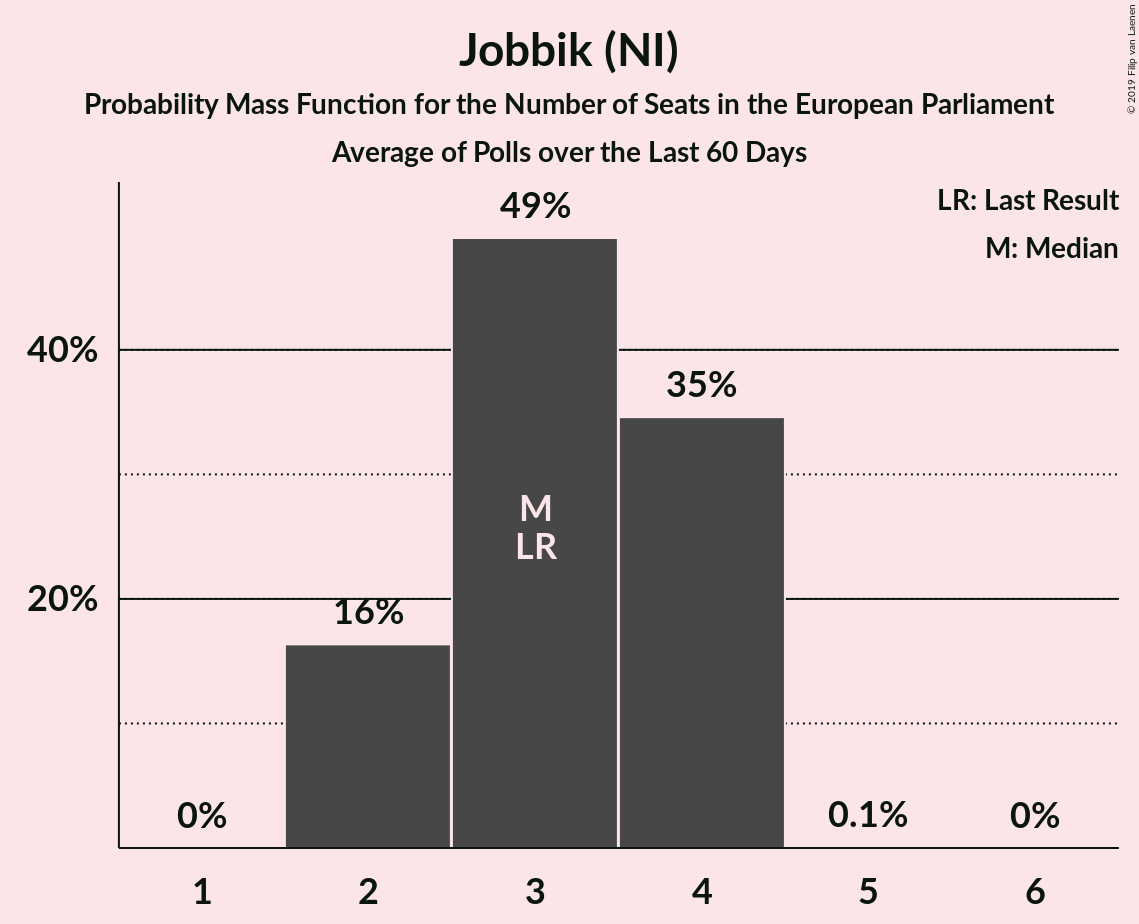 Jobbik (NI)
Probability Mass Function for the Number of Seats in the European Parliament
Average of Polls over the Last 60 Days
© 2019 Filip van Laenen
LR: Last Result
M: Median
49%
40%
35%
M
LR
20%
16%
0%
0.1%
0%
1
2
3
4
5
6